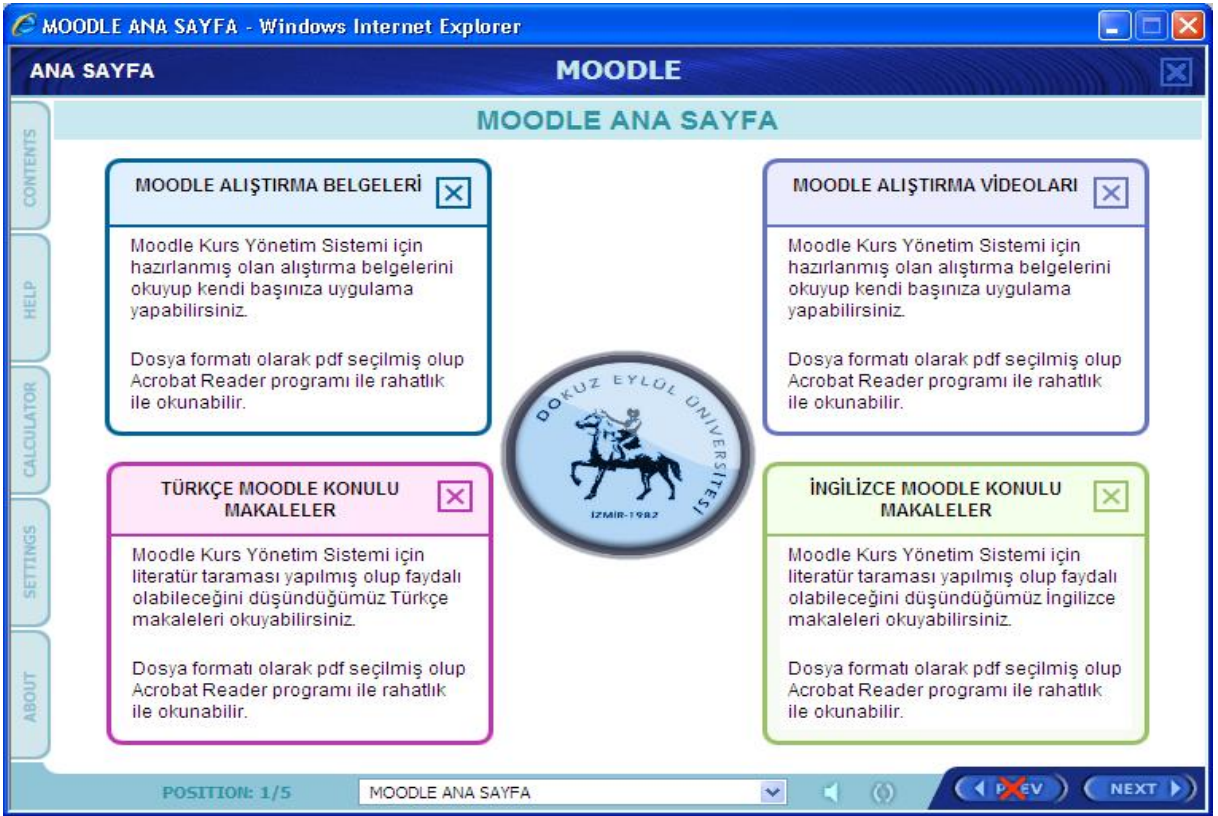 MOODLE ANA SAYFA - Windows Internet Explorer
ANA SAYFA
MOODLE
MOODLE ANA SAYFA
CONTENTS
HELP
CALCULATOR
SETTINGS
ABOUT
MOODLE ALIŞTIRMA BELGELERİ
Moodle Kurs Yönetim Sistemi için
hazırlanmış olan alıştırma belgelerini
okuyup kendi başınıza uygulama
yapabilirsiniz.
Dosya formatı olarak pdf seçilmiş olup
Acrobat Reader programı ile rahatlık
ile okunabilir.
MOODLE ALIŞTIRMA VİDEOLARI
Moodle Kurs Yönetim Sistemi için
hazırlanmış olan alıştırma belgelerini
okuyup kendi başınıza uygulama
yapabilirsiniz.
Dosya formatı olarak pdf seçilmiş olup
Acrobat Reader programı ile rahatlık
ile okunabilir.
DOKUZ EYLÜL ÜNİVERSİTESİ
İZMİR-1982
TÜRKÇE MOODLE KONULU
MAKALELER
Moodle Kurs Yönetim Sistemi için
literatür taraması yapılmış olup faydalı
olabileceğini düşündüğümüz Türkçe
makaleleri okuyabilirsiniz.
Dosya formatı olarak pdf seçilmiş olup
Acrobat Reader programı ile rahatlık
ile okunabilir.
İNGİLİZCE MOODLE KONULU
MAKALELER
Moodle Kurs Yönetim Sistemi için
literatür taraması yapılmış olup faydalı
olabileceğini düşündüğümüz İngilizce
makaleleri okuyabilirsiniz.
Dosya formatı olarak pdf seçilmiş olup
Acrobat Reader programı ile rahatlık
ile okunabilir.
POSITION: 1/5
MOODLE ANA SAYFA
PREV
NEXT